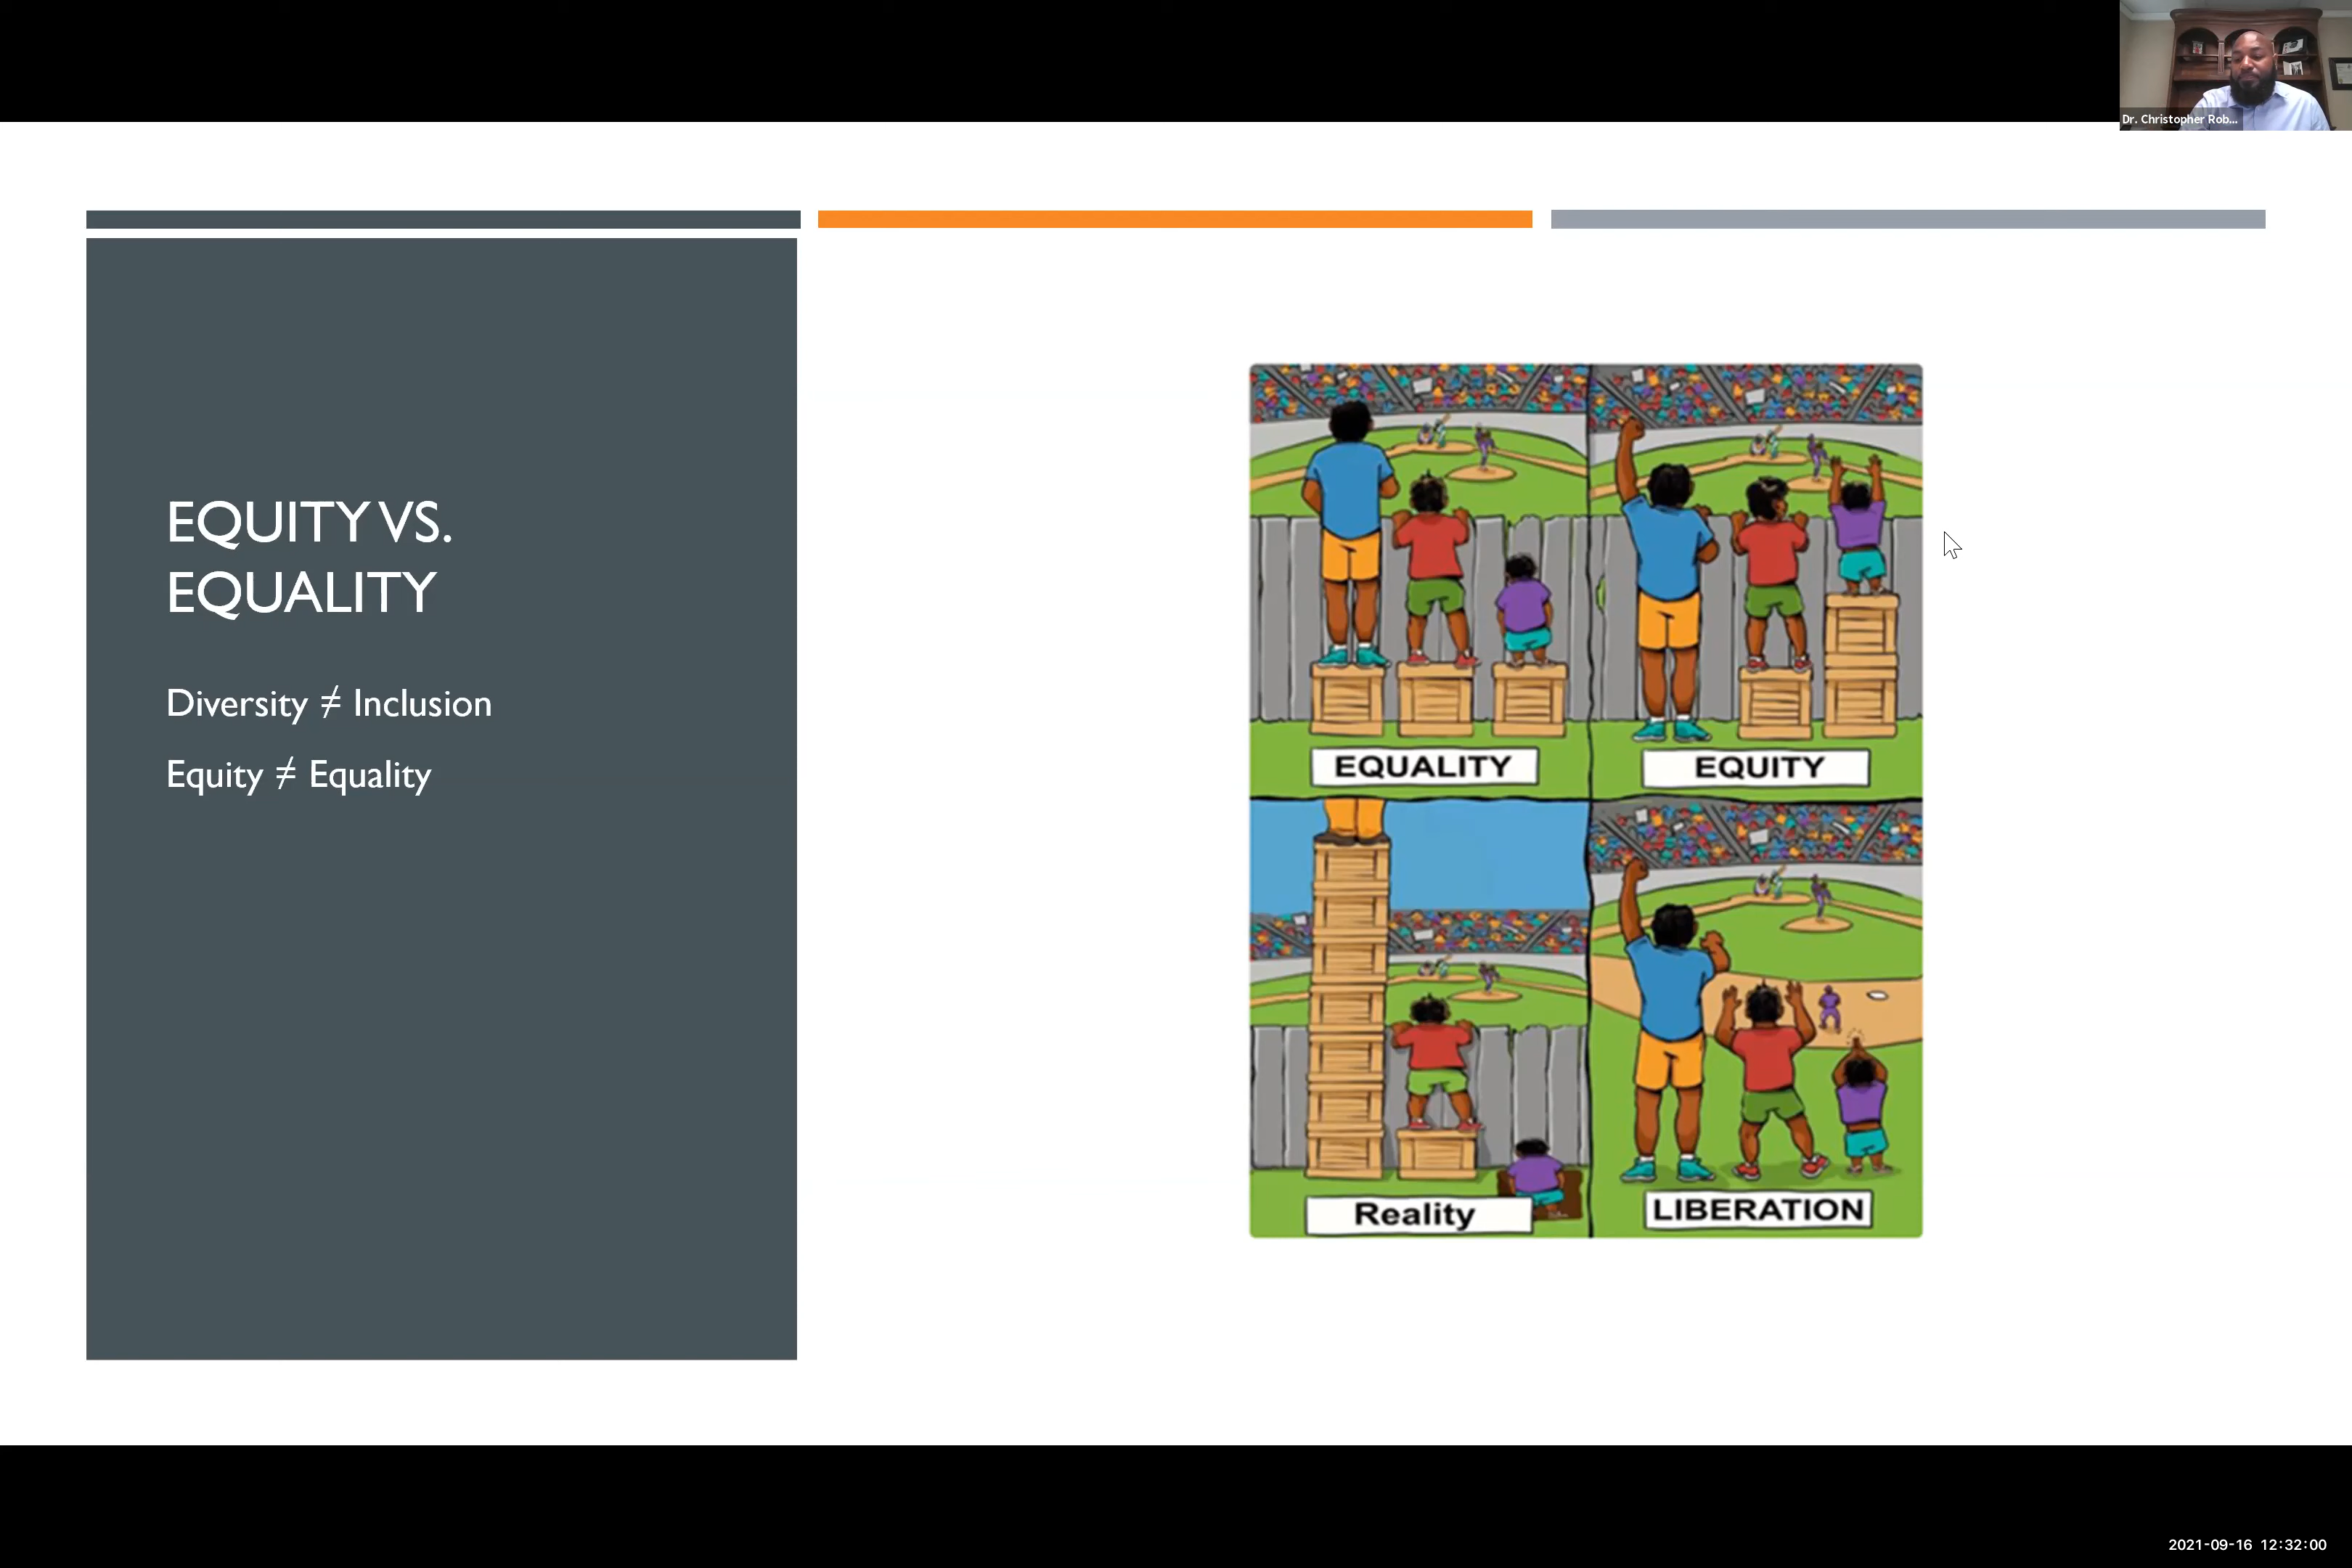 Dr. Christopher Rob...
EQUITY VS.
EQUALITY
Diversity ≠ Inclusion
Equity ≠ Equality
EQUALITY
EQUITY
Reality
LIBERATION
2021-09-16 12:32:00